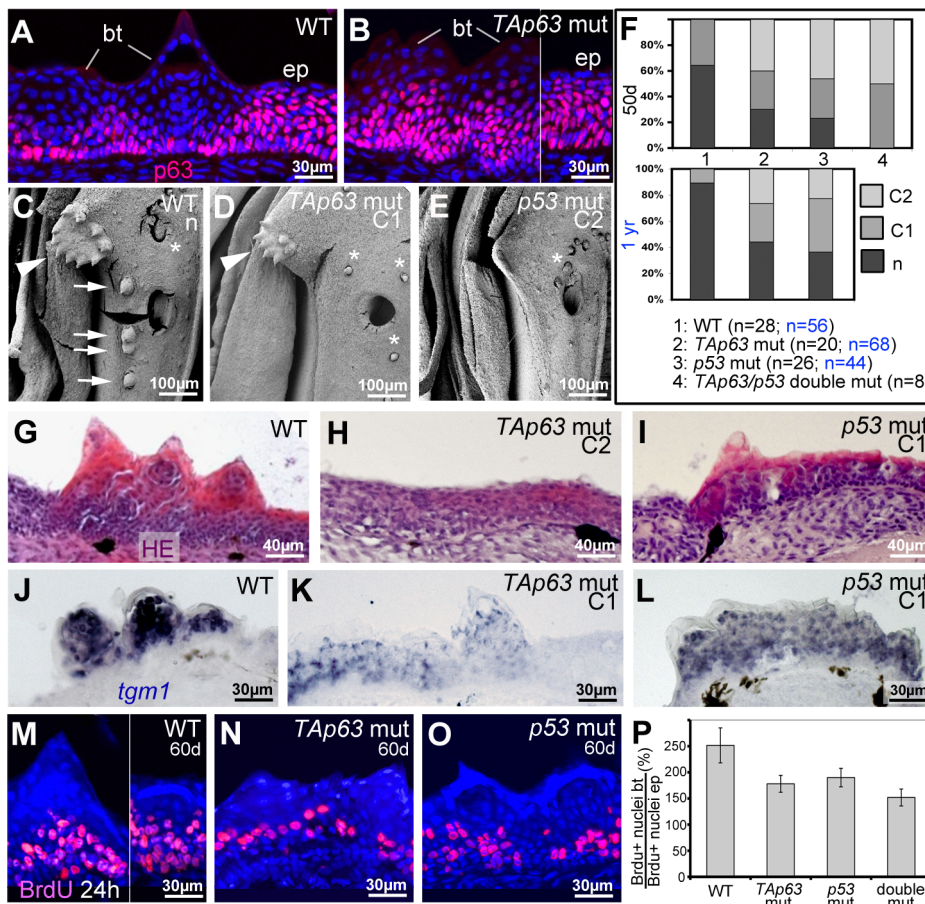 A
WT
bt
ep
p63
30µm
B
TAp63 mut
bt
ep
30µm
C
WT
n
*
100µm
D
TAp63 mut
C1
*
*
*
100µm
E
p53 mut
C2
*
100µm
F
50d
80%
60%
40%
20%
0%
1 2 3 4
1 yr
100%
80%
60%
40%
20%
0%
C2
C1
n
1: WT (n=28; n=56)
2: TAp63 mut (n=20; n=68)
3: p53 mut (n=26; n=44)
4: TAp63/p53 double mut (n=8
G
WT
HE
40µm
H
TAp63 mut
C2
40µm
I
p53 mut
C1
40µm
J
WT
tgm1
30µm
K
TAp63 mut
C1
30µm
L
p53 mut
C1
30µm
M
WT
60d
BrdU 24h
30µm
N
TAp63 mut
60d
30µm
O
p53 mut
60d
30µm
P
Brdu+ nuclei bt
Brdu+ nuclei ep
(%)
250
200
150
100
50
0
WT
TAp63
mut
p53
mut
double
mut